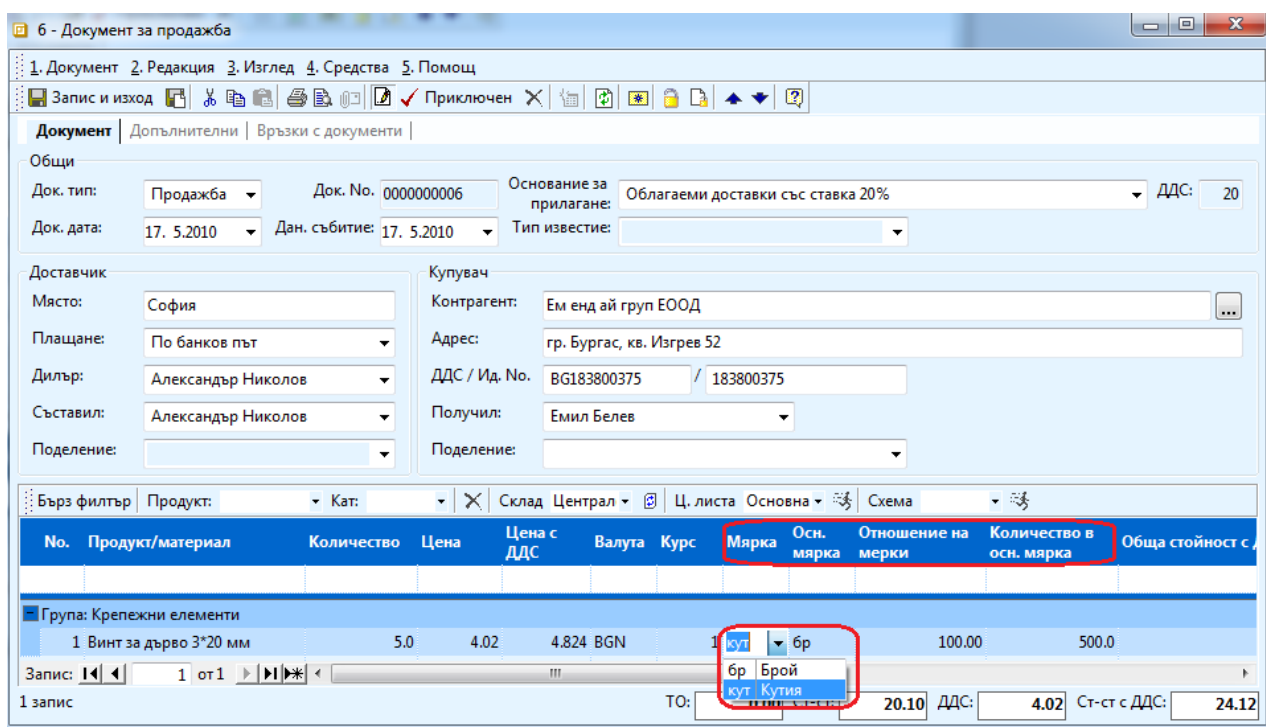 6 - Документ за продажба
1. Документ 2. Редакция 3. Изглед 4. Средства 5. Помощ
Запис и изход Приключен
Документ Допълнителни Връзки с документи
Общи
Док. тип: Продажба Док. No. 0000000006 Основание за прилагане: Облагаеми доставки със ставка 20% ДДС: 20
Док. дата: 17. 5.2010 Дан. събитие: 17. 5.2010 Тип известие:
Доставчик Купувач
Място: София Контрагент: Ем енд ай груп ЕООД ...
Плащане: По банков път Адрес: гр. Бургас, кв. Изгрев 52
Дилър: Александър Николов ДДС / Ид. No. BG183800375 / 183800375
Съставил: Александър Николов Получил: Емил Белев
Поделение: Поделение:
Бърз филтър Продукт: Кат: Склад Централ Ц. листа Основна Схема
No. Продукт/материал Количество Цена Цена с ДДС Валута Курс Мярка Осн. мярка Отношение на мерки Количество в осн. мярка Обща стойност с
Група: Крепежни елементи
1 Винт за дърво 3*20 мм 5.0 4.02 4.824 BGN 1 кут бр 100.00 500.0
бр Брой
Запис: 1 от 1
кут Кутия
1 запис ТО: 0.00 Ст-ст: 20.10 ДДС: 4.02 Ст-ст с ДДС: 24.12